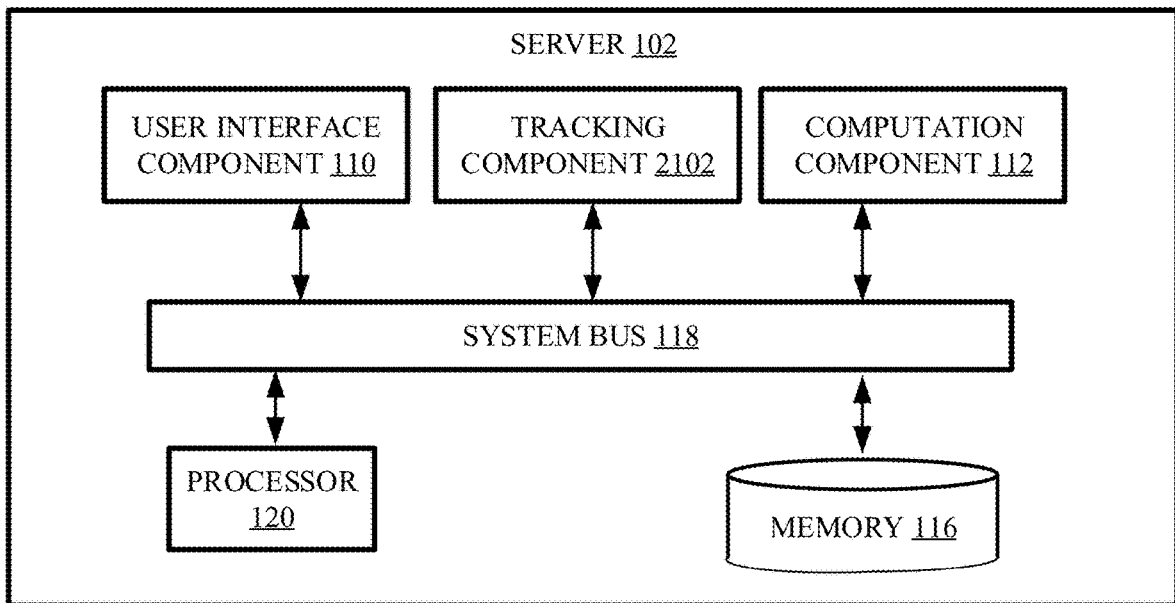 SERVER 102
USER INTERFACE
COMPONENT 110
TRACKING
COMPONENT 2102
COMPUTATION
COMPONENT 112
SYSTEM BUS 118
PROCESSOR
120
MEMORY 116